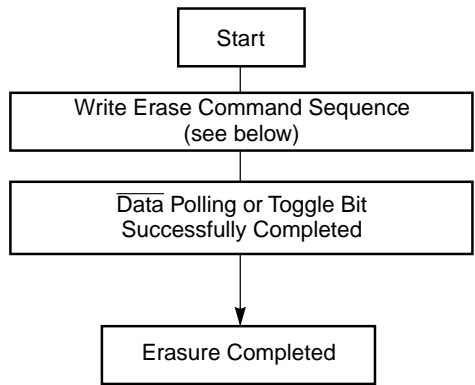 Start
Write Erase Command Sequence
(see below)
Data Polling or Toggle Bit
Successfully Completed
Erasure Completed